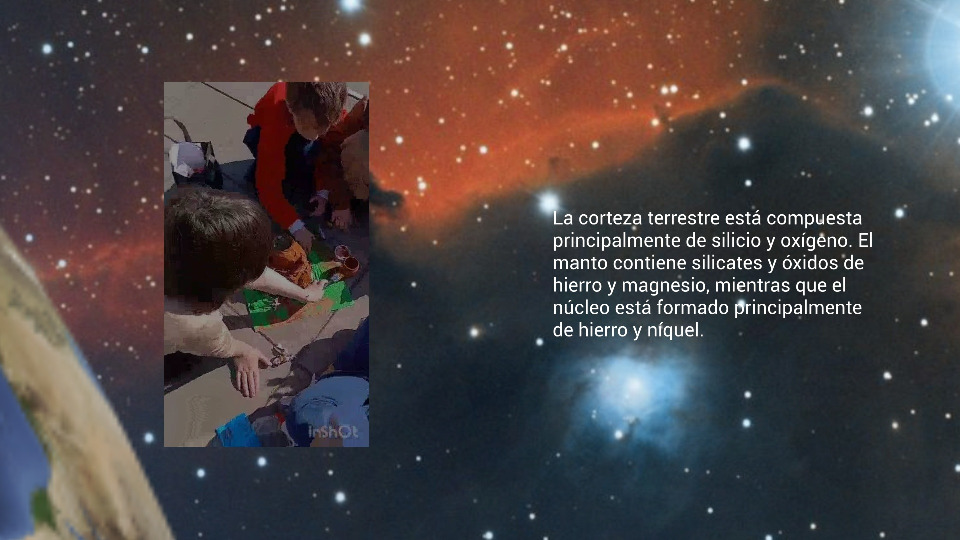 La corteza terrestre está compuesta
principalmente de silicio y oxígeno. El
manto contiene silicates y óxidos de
hierro y magnesio, mientras que el
núcleo está formado principalmente
de hierro y níquel.
InShOt